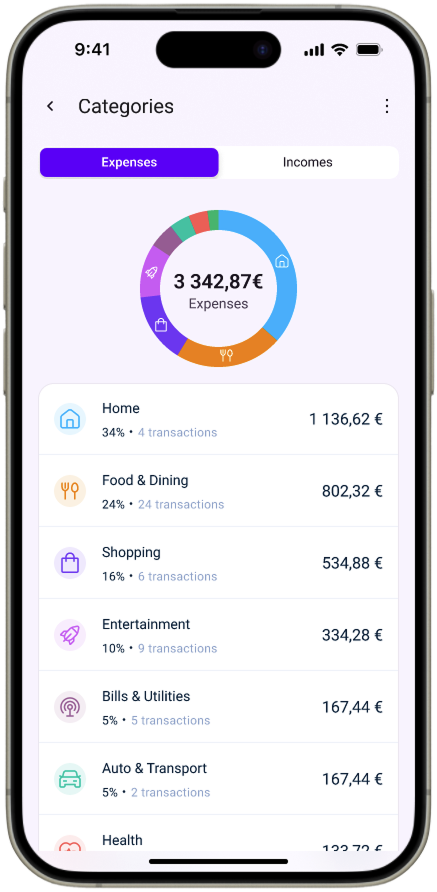 9:41
Categories
Expenses
Incomes
3 342,87€
Expenses
Home
34% • 4 transactions
1 136,62 €
Food & Dining
24% • 24 transactions
802,32 €
Shopping
16% • 6 transactions
534,88 €
Entertainment
10% • 9 transactions
334,28 €
Bills & Utilities
5% • 5 transactions
167,44 €
Auto & Transport
5% • 2 transactions
167,44 €
Health
133,72 €